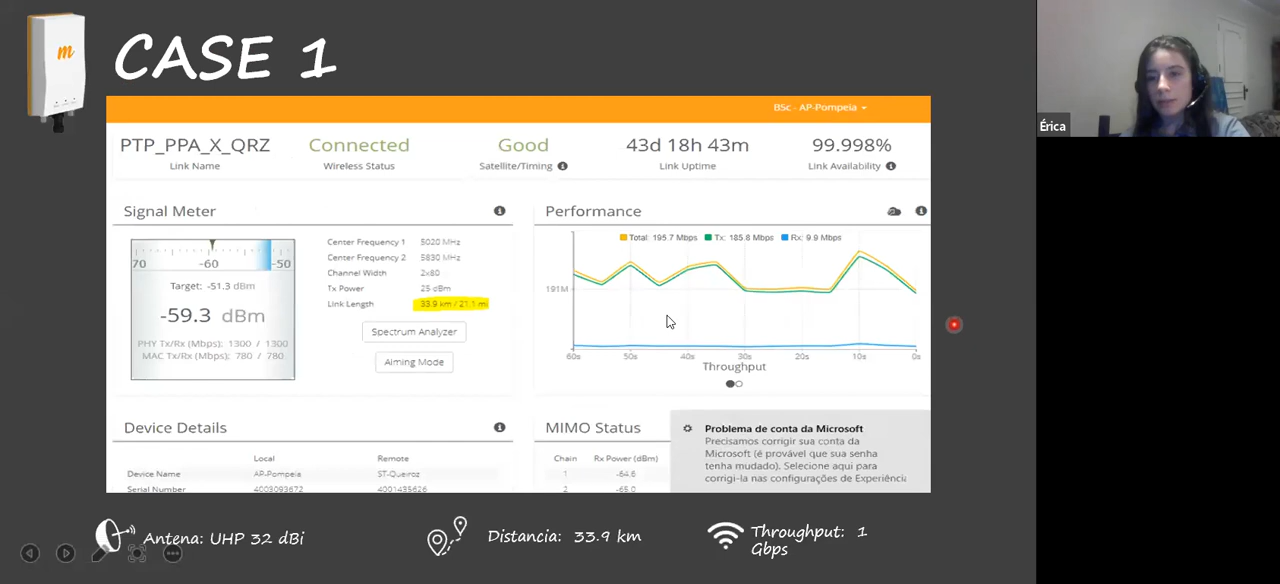 m
CASE 1
BSc - AP-Pompeia
PTP_PPA_X_QRZ
Link Name
Connected
Wireless Status
Good
Satellite/Timing
43d 18h 43m
Link Uptime
99.998%
Link Availability
Signal Meter
70 -60 -50
Target: -51.3 dBm
-59.3 dBm
PHY Tx/Rx (Mbps): 1300 / 1300
MAC Tx/Rx (Mbps): 780 / 780
Center Frequency 1 5020 MHz
Center Frequency 2 5830 MHz
Channel Width 2x80
Tx Power 25 dBm
Link Length 33.9 km / 21.1 mi
Spectrum Analyzer
Aiming Mode
Performance
Total: 195.7 Mbps Tx: 185.8 Mbps Rx: 9.9 Mbps
191M
60s 50s 40s 30s 20s 10s 0s
Throughput
Device Details
Local Remote
Device Name AP-Pompeia ST-Queiroz
Serial Number 4003093672 4001435626
MIMO Status
Chain Rx Power (dBm)
1 -64.6
2 -65.0
Problema de conta da Microsoft
Precisamos corrigir sua conta da
Microsoft (é provável que sua senha
tenha mudado). Selecione aqui para
corrigi-la nas configurações de Experiência
Antena: UHP 32 dBi
Distancia: 33.9 km
Throughput: 1
Gbps
Érica